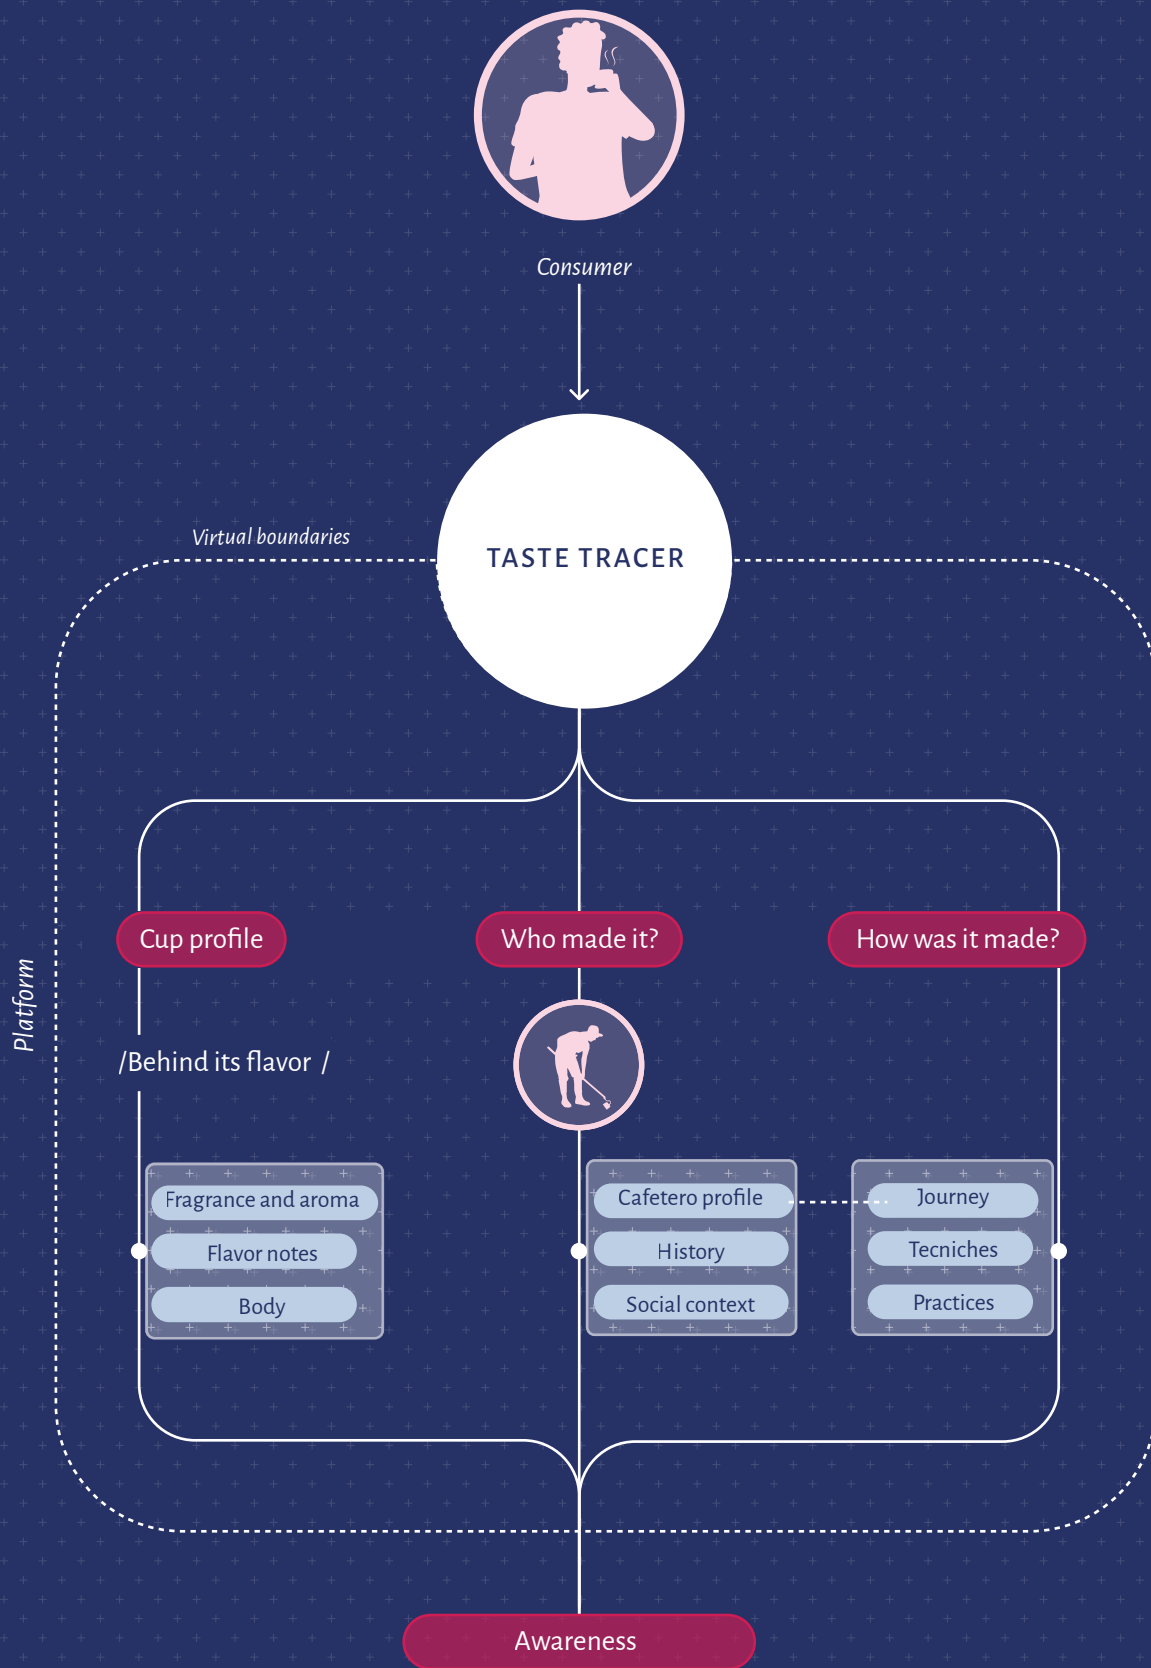 Consumer
TASTE TRACER
Virtual boundaries
Platform
Cup profile
Who made it?
How was it made?
/Behind its flavor /
Fragrance and aroma
Flavor notes
Body
Cafetero profile
History
Social context
Journey
Tecniches
Practices
Awareness